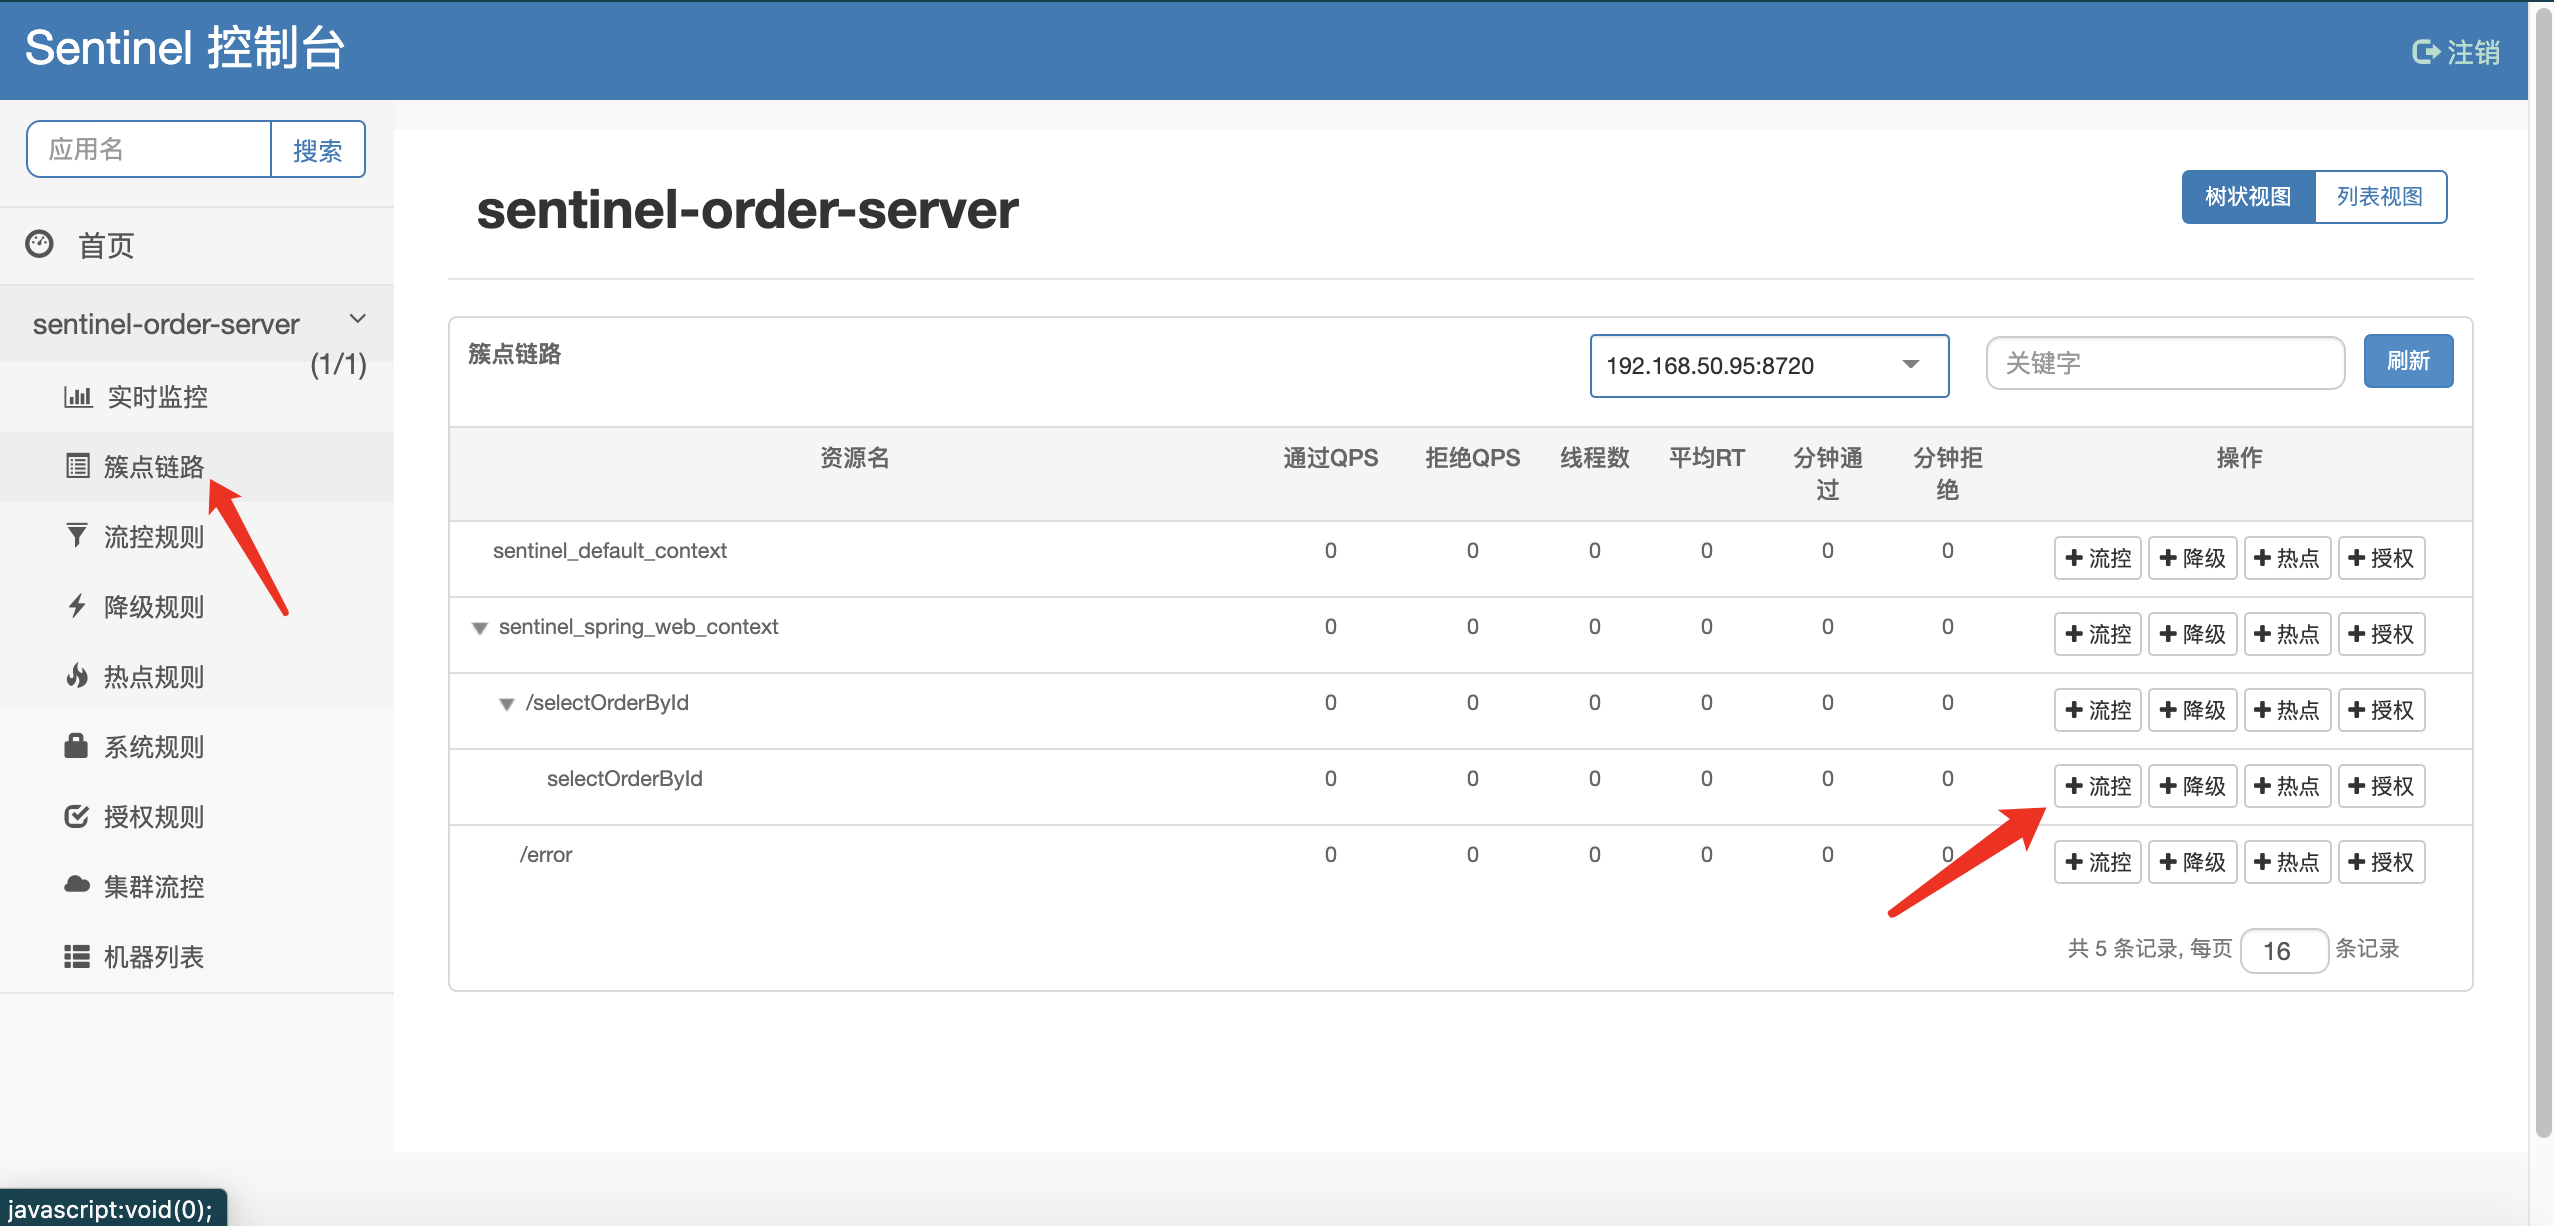 Sentinel 控制台
注销
应用名
搜索
首页
sentinel-order-server
(1/1)
实时监控
簇点链路
流控规则
降级规则
热点规则
系统规则
授权规则
集群流控
机器列表
sentinel-order-server
树状视图
列表视图
簇点链路
192.168.50.95:8720
关键字
刷新
资源名 通过QPS 拒绝QPS 线程数 平均RT 分钟通过 分钟拒绝 操作
sentinel_default_context 0 0 0 0 0 0 流控 降级 热点 授权
sentinel_spring_web_context 0 0 0 0 0 0 流控 降级 热点 授权
/selectOrderById 0 0 0 0 0 0 流控 降级 热点 授权
selectOrderById 0 0 0 0 0 0 流控 降级 热点 授权
/error 0 0 0 0 0 0 流控 降级 热点 授权
共 5 条记录, 每页 16 条记录
javascript:void(0);